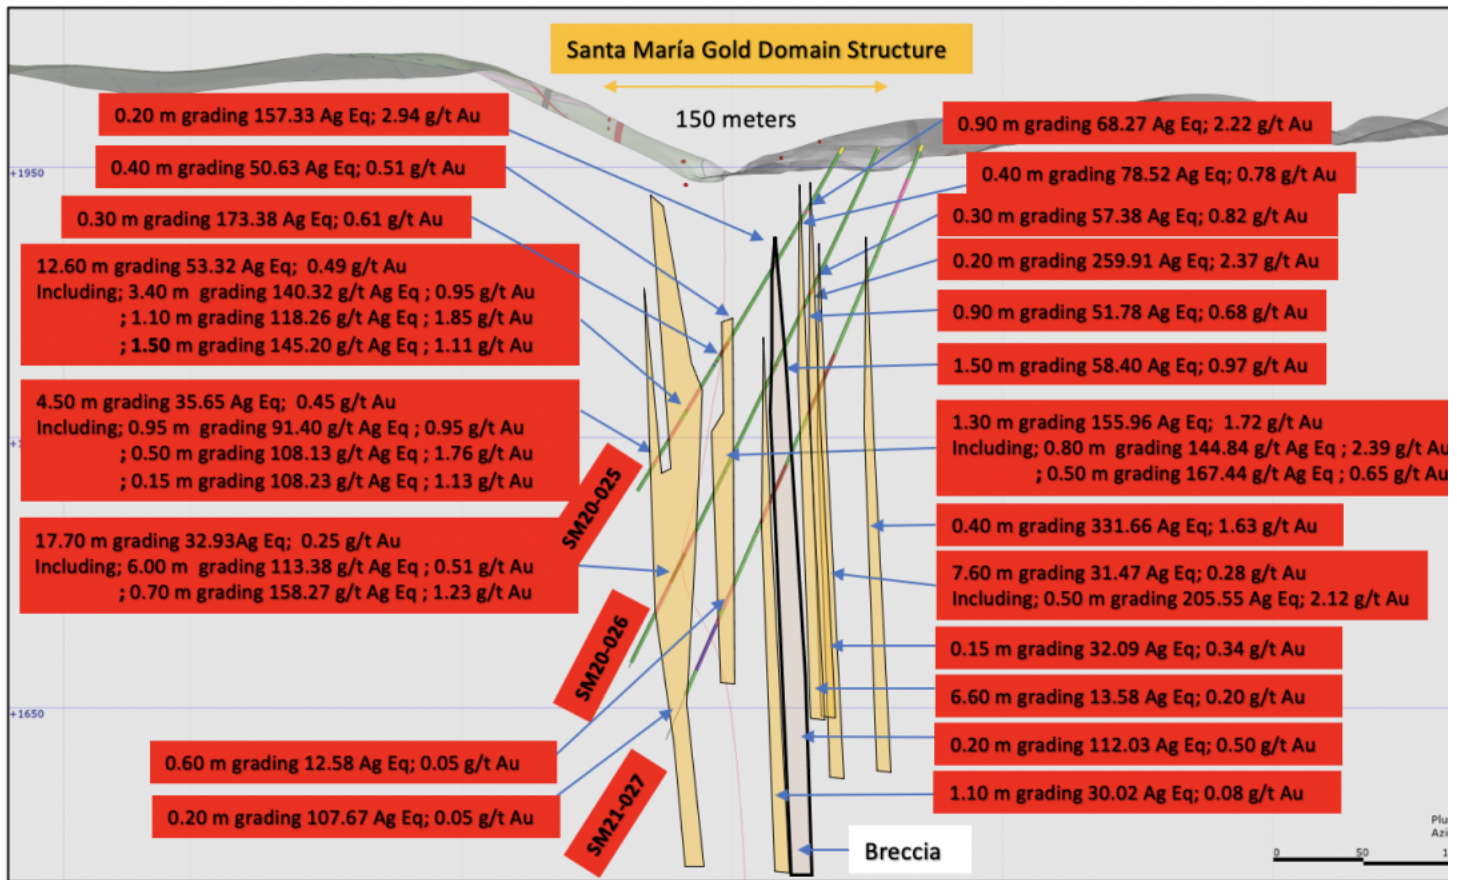 Santa María Gold Domain Structure
150 meters
0.20 m grading 157.33 Ag Eq; 2.94 g/t Au
0.40 m grading 50.63 Ag Eq; 0.51 g/t Au
0.30 m grading 173.38 Ag Eq; 0.61 g/t Au
12.60 m grading 53.32 Ag Eq;  0.49 g/t Au
Including; 3.40 m  grading 140.32 g/t Ag Eq ; 0.95 g/t Au
; 1.10 m grading 118.26 g/t Ag Eq ; 1.85 g/t Au
; 1.50 m grading 145.20 g/t Ag Eq ; 1.11 g/t Au
4.50 m grading 35.65 Ag Eq;  0.45 g/t Au
Including; 0.95 m  grading 91.40 g/t Ag Eq ; 0.95 g/t Au
; 0.50 m grading 108.13 g/t Ag Eq ; 1.76 g/t Au
; 0.15 m grading 108.23 g/t Ag Eq ; 1.13 g/t Au
17.70 m grading 32.93Ag Eq;  0.25 g/t Au
Including; 6.00 m  grading 113.38 g/t Ag Eq ; 0.51 g/t Au
; 0.70 m grading 158.27 g/t Ag Eq ; 1.23 g/t Au
0.60 m grading 12.58 Ag Eq; 0.05 g/t Au
0.20 m grading 107.67 Ag Eq; 0.05 g/t Au
+1950
+1650
SM20-025
SM20-026
SM21-027
0.90 m grading 68.27 Ag Eq; 2.22 g/t Au
0.40 m grading 78.52 Ag Eq; 0.78 g/t Au
0.30 m grading 57.38 Ag Eq; 0.82 g/t Au
0.20 m grading 259.91 Ag Eq; 2.37 g/t Au
0.90 m grading 51.78 Ag Eq; 0.68 g/t Au
1.50 m grading 58.40 Ag Eq; 0.97 g/t Au
1.30 m grading 155.96 Ag Eq;  1.72 g/t Au
Including; 0.80 m  grading 144.84 g/t Ag Eq ; 2.39 g/t Au
; 0.50 m grading 167.44 g/t Ag Eq ; 0.65 g/t Au
0.40 m grading 331.66 Ag Eq; 1.63 g/t Au
7.60 m grading 31.47 Ag Eq; 0.28 g/t Au
Including; 0.50 m grading 205.55 Ag Eq; 2.12 g/t Au
0.15 m grading 32.09 Ag Eq; 0.34 g/t Au
6.60 m grading 13.58 Ag Eq; 0.20 g/t Au
0.20 m grading 112.03 Ag Eq; 0.50 g/t Au
1.10 m grading 30.02 Ag Eq; 0.08 g/t Au
Breccia
Plu
Azi
0 50